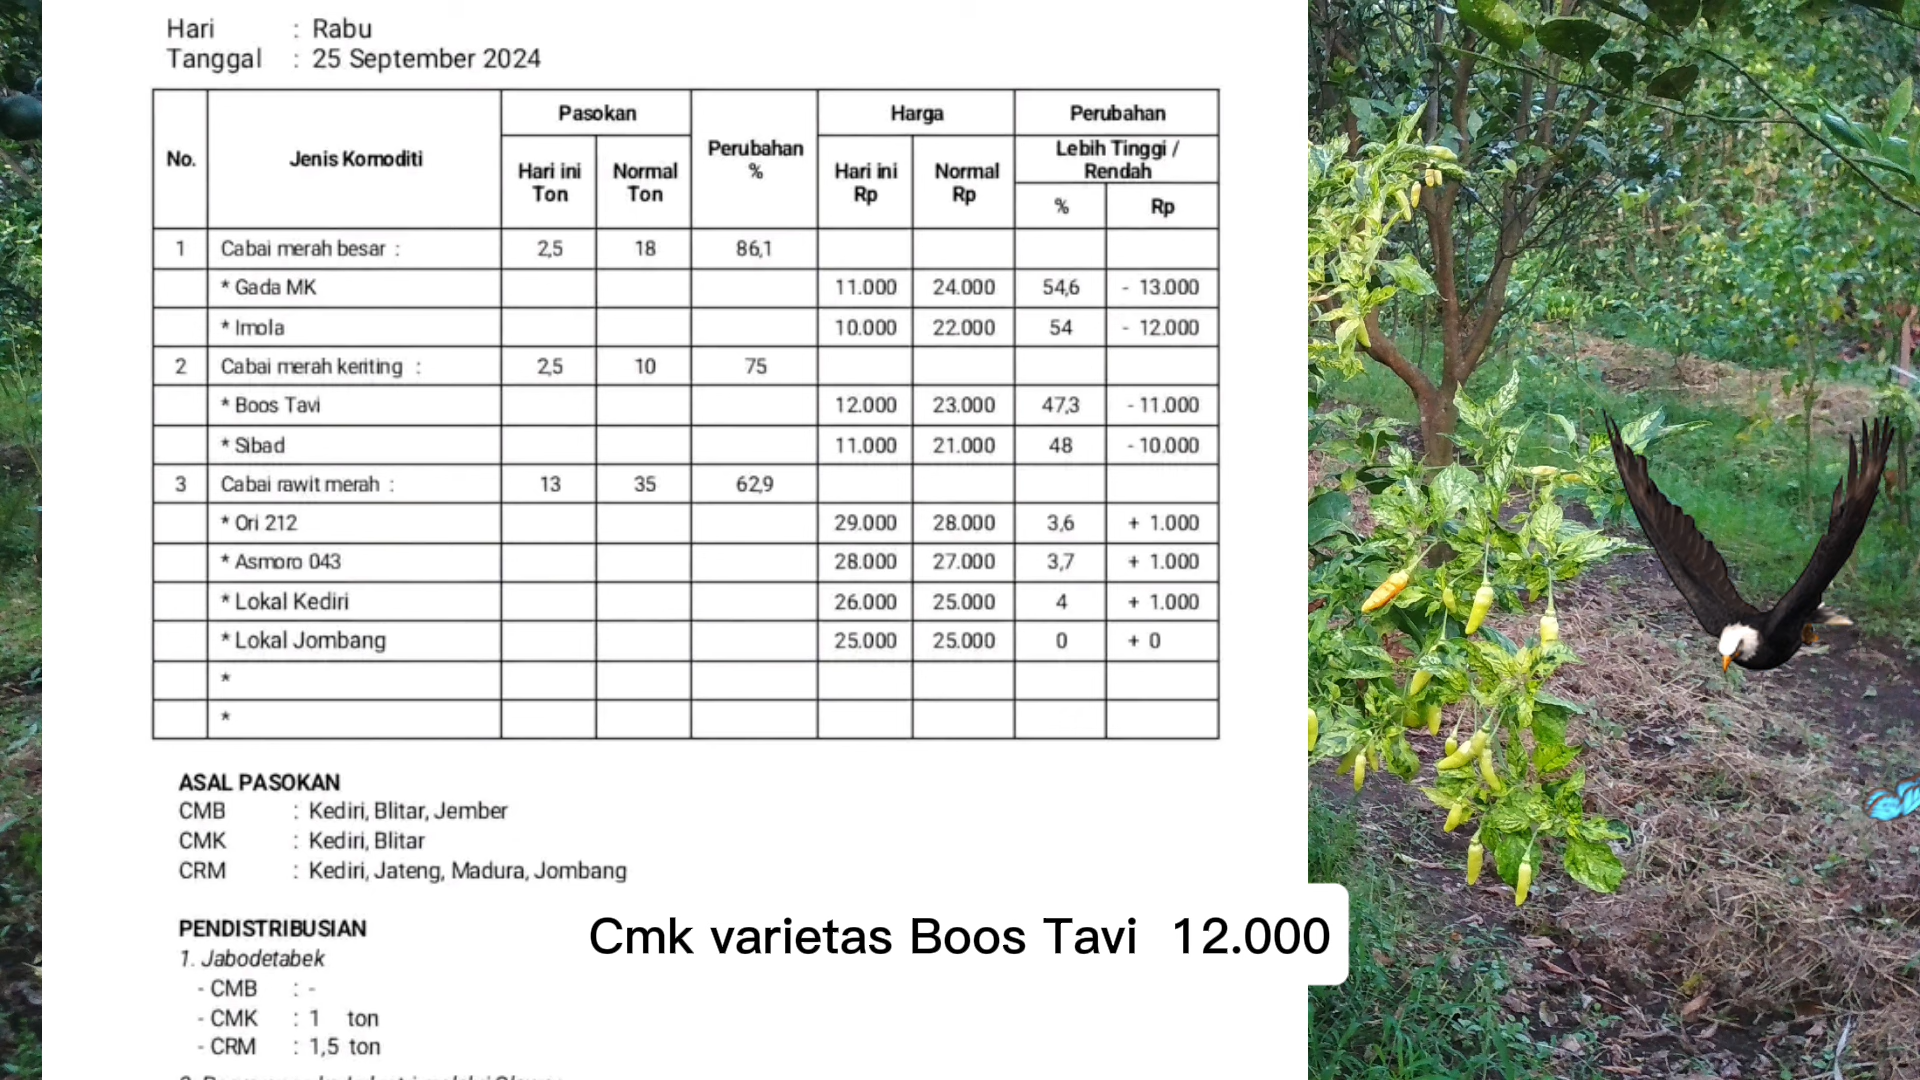 Hari : Rabu
Tanggal : 25 September 2024
No. Jenis Komoditi Pasokan Perubahan % Harga Perubahan
Lebih Tinggi / Rendah
Hari ini Ton Normal Ton Hari ini Rp Normal Rp % Rp
1 Cabai merah besar : 2,5 18 86,1
* Gada MK 11.000 24.000 54,6 - 13.000
* Imola 10.000 22.000 54 - 12.000
2 Cabai merah keriting : 2,5 10 75
* Boos Tavi 12.000 23.000 47,3 - 11.000
* Sibad 11.000 21.000 48 - 10.000
3 Cabai rawit merah : 13 35 62,9
* Ori 212 29.000 28.000 3,6 + 1.000
* Asmoro 043 28.000 27.000 3,7 + 1.000
* Lokal Kediri 26.000 25.000 4 + 1.000
* Lokal Jombang 25.000 25.000 0 + 0
*
*
ASAL PASOKAN
CMB : Kediri, Blitar, Jember
CMK : Kediri, Blitar
CRM : Kediri, Jateng, Madura, Jombang
PENDISTRIBUSIAN
1. Jabodetabek
- CMB : -
- CMK : 1 ton
- CRM : 1,5 ton
Cmk varietas Boos Tavi 12.000